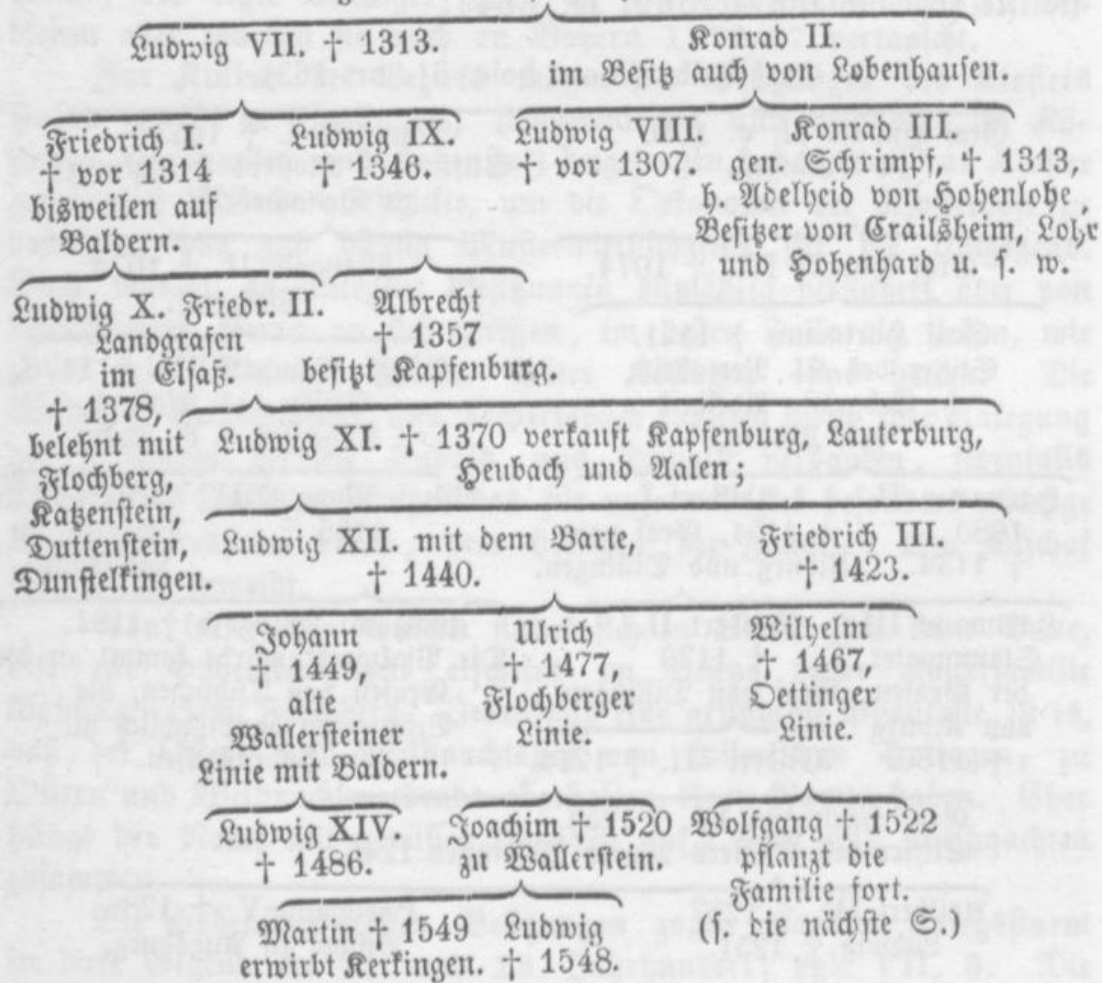 Ludwig VII. † 1313. Konrad II.
im Besitz auch von Lobenhausen.
Friedrich I. Ludwig IX. Ludwig VIII. Konrad III.
† vor 1314 † 1346. † vor 1307. gen. Schrimpf, † 1313,
bisweilen auf h. Adelheid von Hohenlohe,
Baldern. Besitzer von Crailsheim, Lohr
und Hohenhard u. s. w.
Ludwig X. Friedr. II. Albrecht
Landgrafen † 1357
im Elsaß. besitzt Kapfenburg.
† 1378,
belehnt mit Ludwig XI. † 1370 verkauft Kapfenburg, Lauterburg,
Flochberg, Heubach und Aalen;
Katzenstein,
Duttenstein, Ludwig XII. mit dem Barte, Friedrich III.
Dunstelkingen. † 1440. † 1423.
Johann Ulrich Wilhelm
† 1449, † 1477, † 1467,
alte Flochberger Oettinger
Wallersteiner Linie. Linie.
Linie mit Baldern.
Ludwig XIV. Joachim † 1520 Wolfgang † 1522
† 1486. zu Wallerstein. pflanzt die
Familie fort.
Martin † 1549 Ludwig (s. die nächste S.)
erwirbt Kerkingen. † 1548.